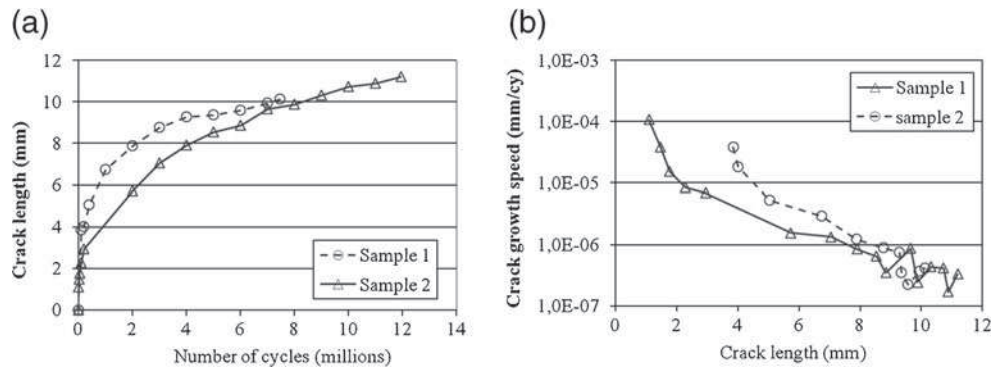 (a)
12
10
8
6
4
2
0
Crack length (mm)
0 2 4 6 8 10 12 14
Number of cycles (millions)
Sample 1
Sample 2
(b)
1,0E-03
1,0E-04
1,0E-05
1,0E-06
1,0E-07
Crack growth speed (mm/cy)
0 2 4 6 8 10 12
Crack length (mm)
Sample 1
sample 2